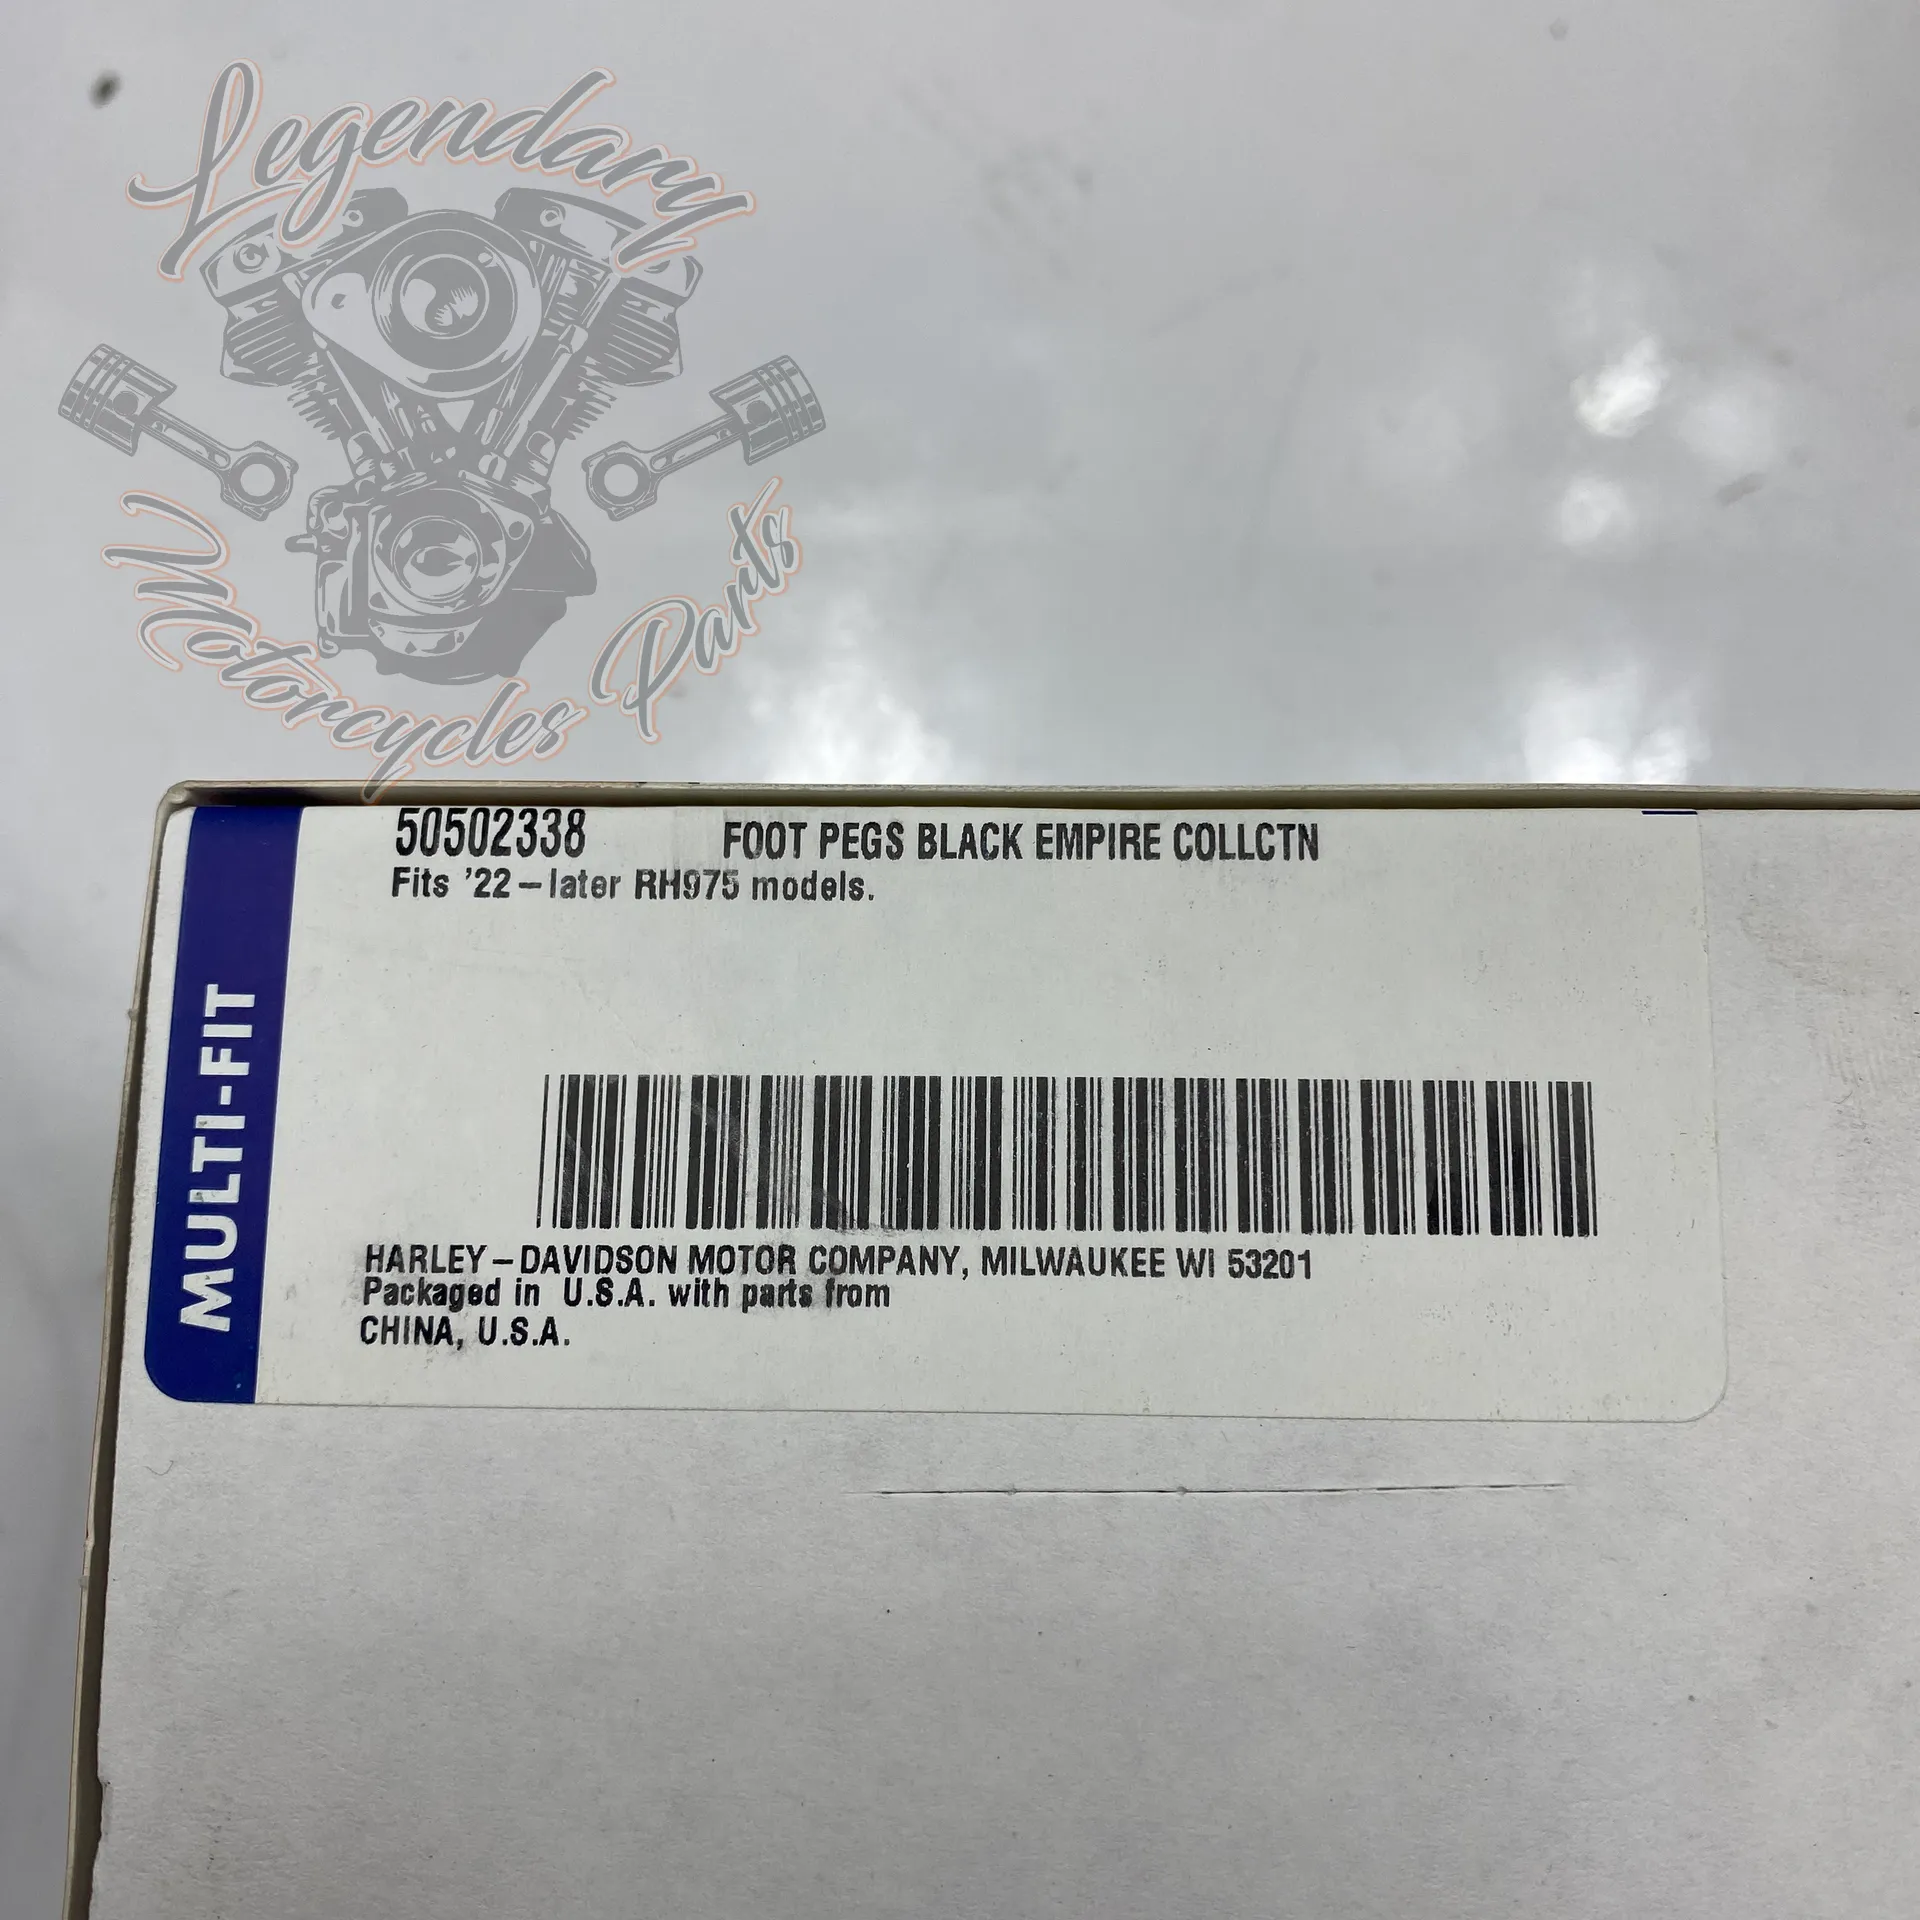 Legendary
Motorcycles Parts
50502338 FOOT PEGS BLACK EMPIRE COLLCTN
Fits '22–later RH975 models.
MULTI-FIT
HARLEY–DAVIDSON MOTOR COMPANY, MILWAUKEE WI 53201
Packaged in U.S.A. with parts from
CHINA, U.S.A.